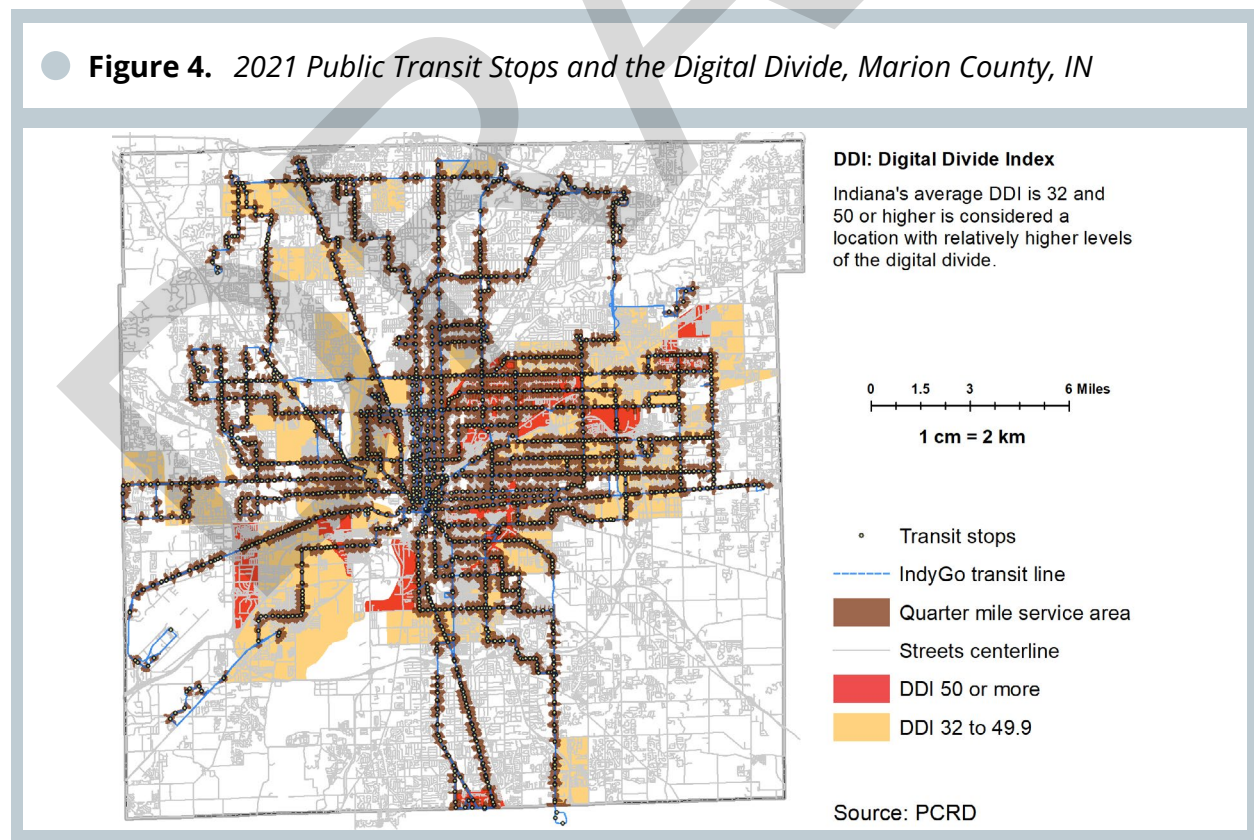 Figure 4. 2021 Public Transit Stops and the Digital Divide, Marion County, IN
DDI: Digital Divide Index
Indiana's average DDI is 32 and
50 or higher is considered a
location with relatively higher levels
of the digital divide.
0 1.5 3 6 Miles
1 cm = 2 km
Transit stops
IndyGo transit line
Quarter mile service area
Streets centerline
DDI 50 or more
DDI 32 to 49.9
Source: PCRD